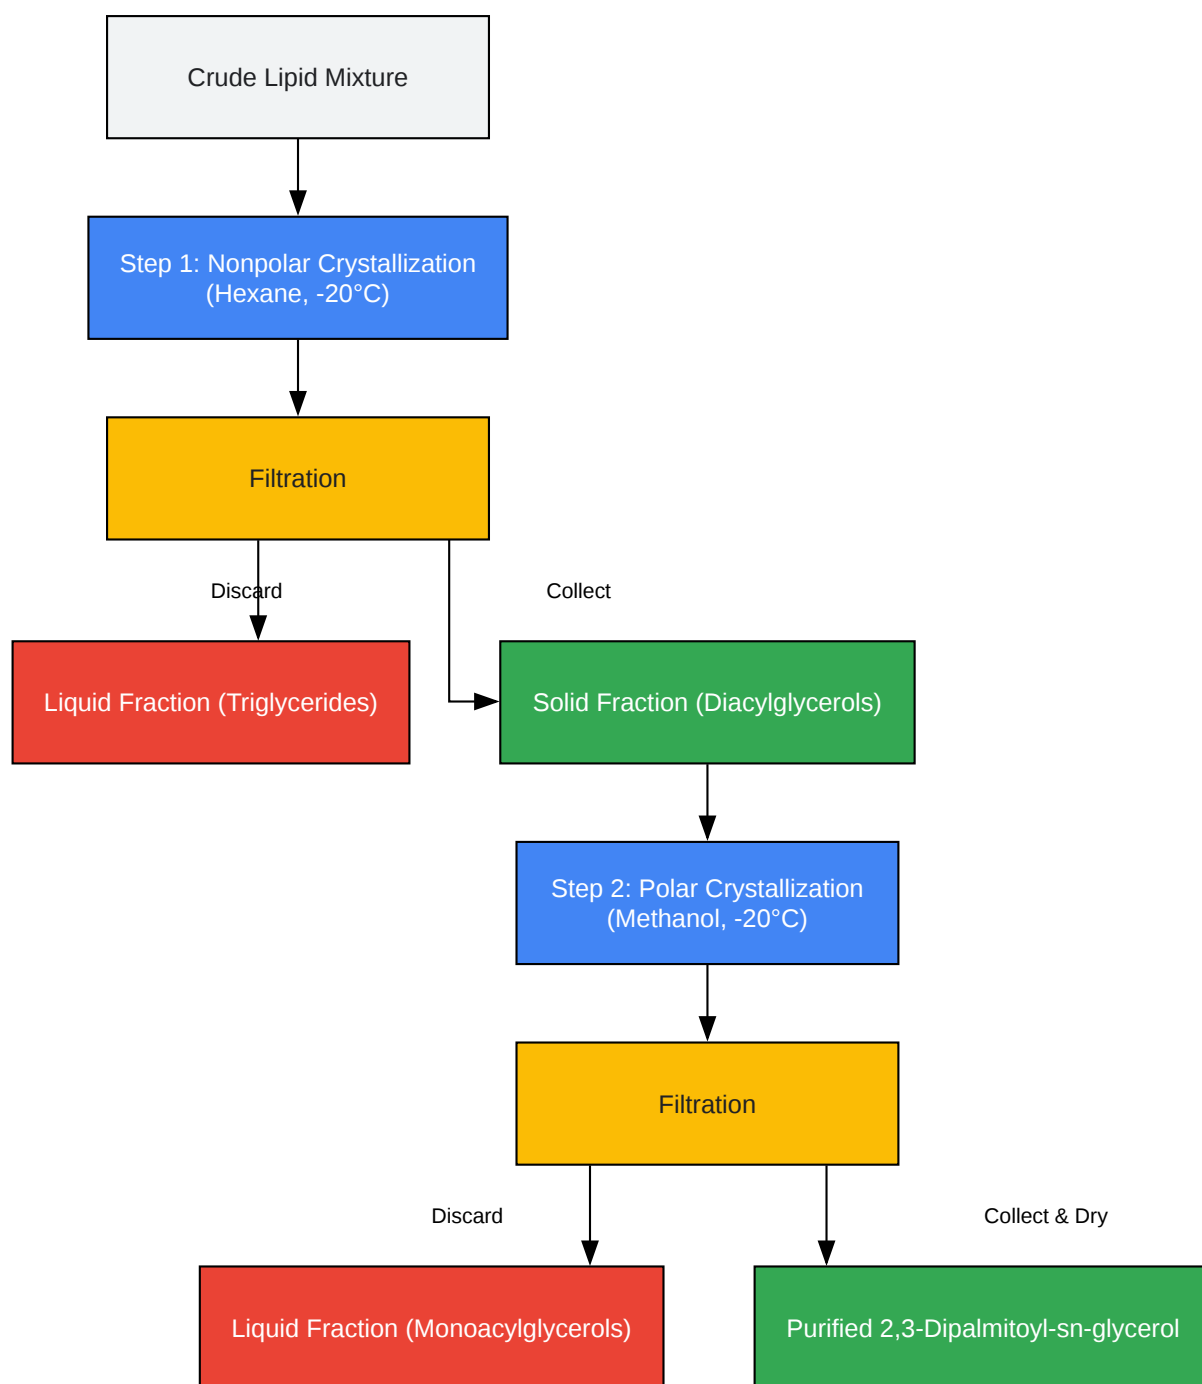 Crude Lipid Mixture
Step 1: Nonpolar Crystallization
(Hexane, -20°C)
Filtration
Discard
Collect
Liquid Fraction (Triglycerides)
Solid Fraction (Diacylglycerols)
Step 2: Polar Crystallization
(Methanol, -20°C)
Filtration
Discard
Collect & Dry
Liquid Fraction (Monoacylglycerols)
Purified 2,3-Dipalmitoyl-sn-glycerol